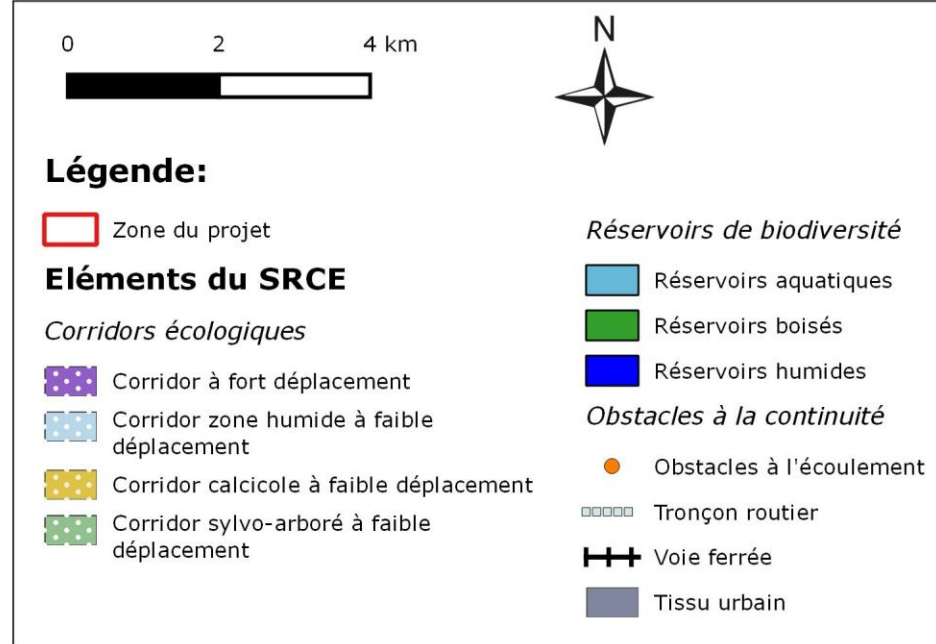 0 2 4 km
N
Légende:
Zone du projet
Eléments du SRCE
Corridors écologiques
Corridor à fort déplacement
Corridor zone humide à faible
déplacement
Corridor calcicole à faible déplacement
Corridor sylvo-arboré à faible
déplacement
Réservoirs de biodiversité
Réservoirs aquatiques
Réservoirs boisés
Réservoirs humides
Obstacles à la continuité
Obstacles à l'écoulement
Tronçon routier
Voie ferrée
Tissu urbain